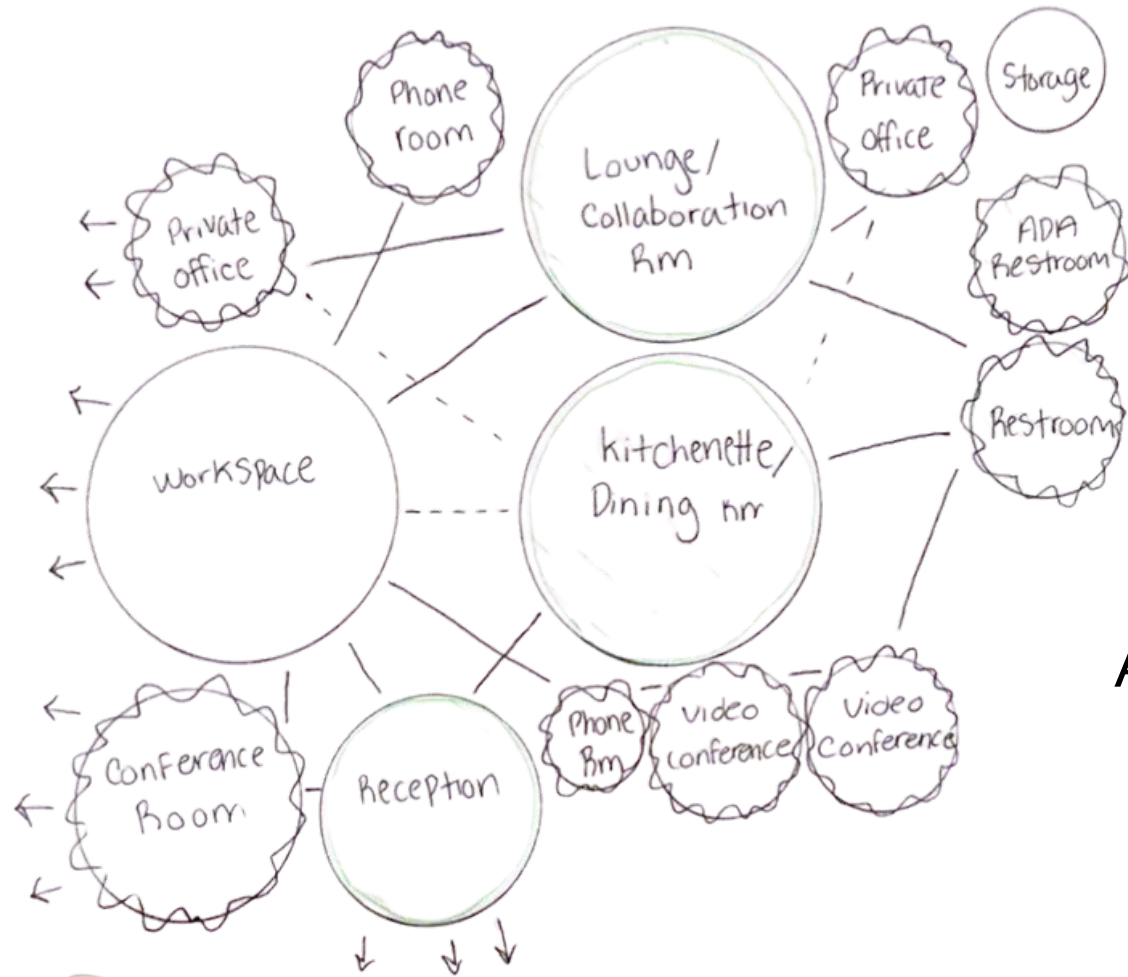 Phone
room
Lounge/
Collaboration
Rm
Private
office
Storage
Private
office
ADA
Restroom
Restroom
Workspace
Kitchenette/
Dining Rm
Conference
Room
Reception
Phone
Rm
Video
Conference
Video
Conference
A